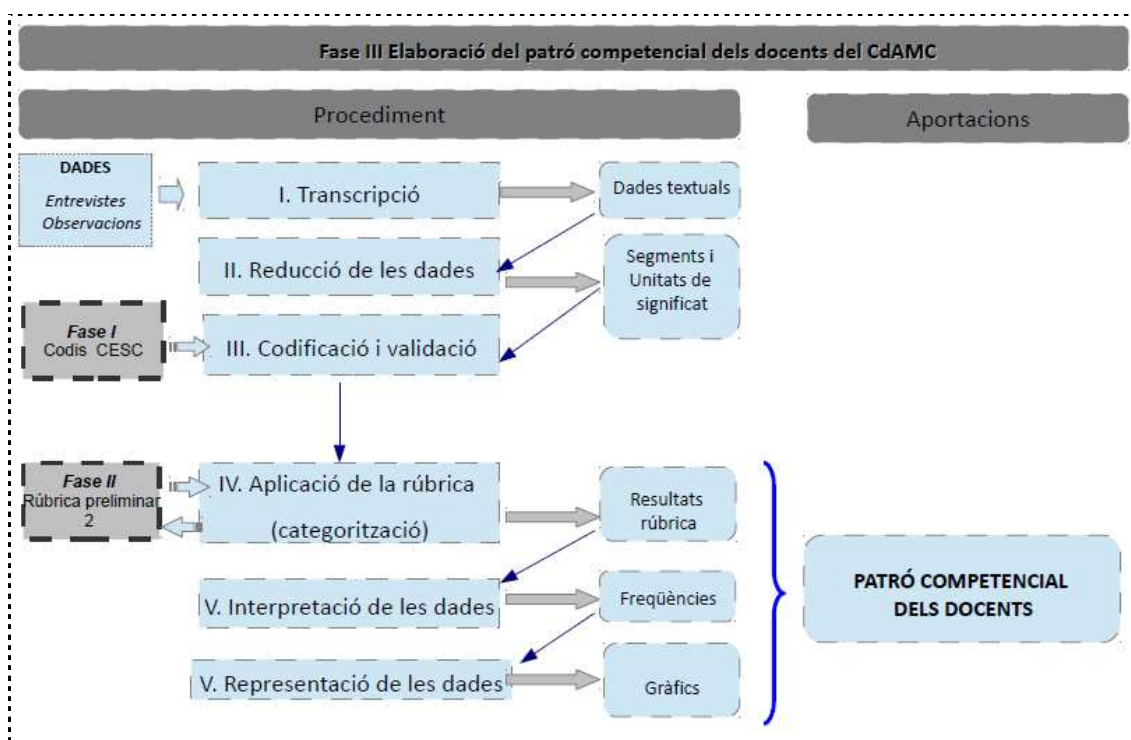 Fase III Elaboració del patró competencial dels docents del CdAMC
Procediment
Aportacions
DADES
Entrevistes
Observacions
I. Transcripció
Dades textuals
II. Reducció de les dades
Segments i
Unitats de
significat
Fase I
Codis CESC
III. Codificació i validació
Fase II
Rúbrica preliminar
2
IV. Aplicació de la rúbrica
(categorització)
Resultats
rúbrica
V. Interpretació de les dades
Freqüències
V. Representació de les dades
Gràfics
PATRÓ COMPETENCIAL
DELS DOCENTS